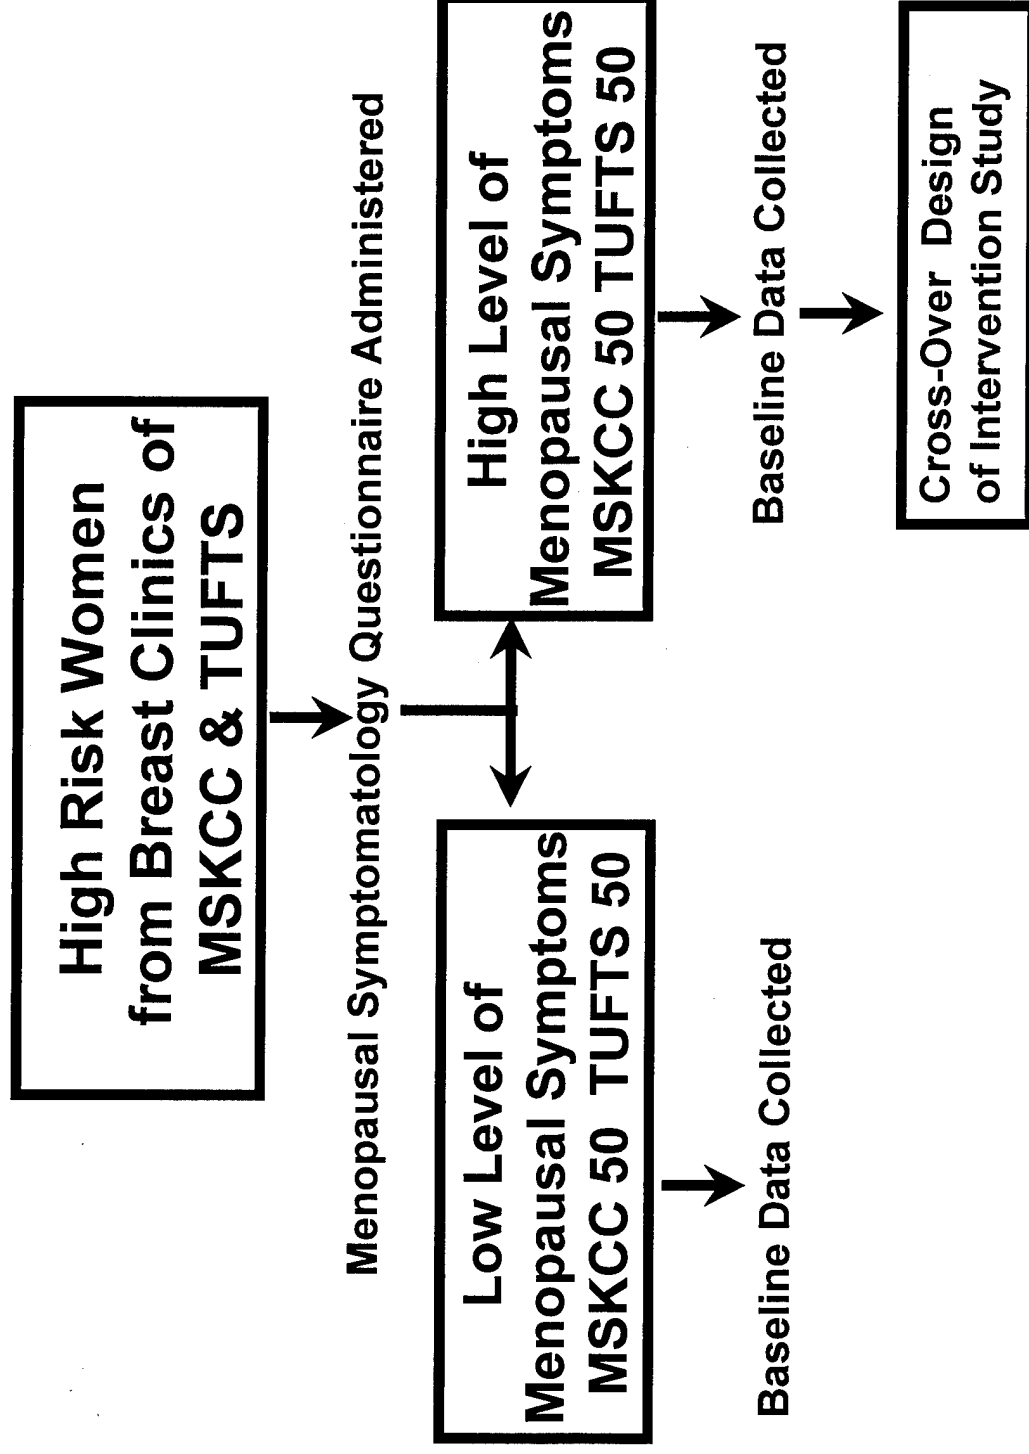 High Risk Women
from Breast Clinics of
MSKCC & TUFTS
Menopausal Symptomatology Questionnaire Administered
Low Level of
Menopausal Symptoms
MSKCC 50 TUFTS 50
Baseline Data Collected
High Level of
Menopausal Symptoms
MSKCC 50 TUFTS 50
Baseline Data Collected
Cross-Over Design
of Intervention Study